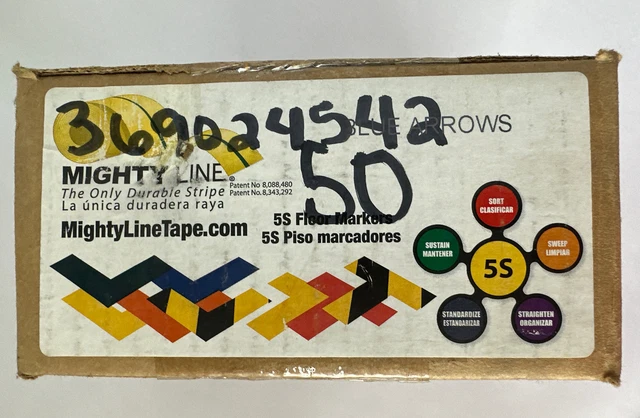 369024542
BLUE ARROWS
50
MIGHTY LINE®
The Only Durable Stripe
La única duradera raya
Patent No 8,088,480
Patent No. 8,343,292
MightyLineTape.com
5S Floor Markers
5S Piso marcadores
SORT
CLASIFICAR
SUSTAIN
MANTENER
SWEEP
LIMPIAR
5S
STANDARDIZE
ESTANDARIZAR
STRAIGHTEN
ORGANIZAR